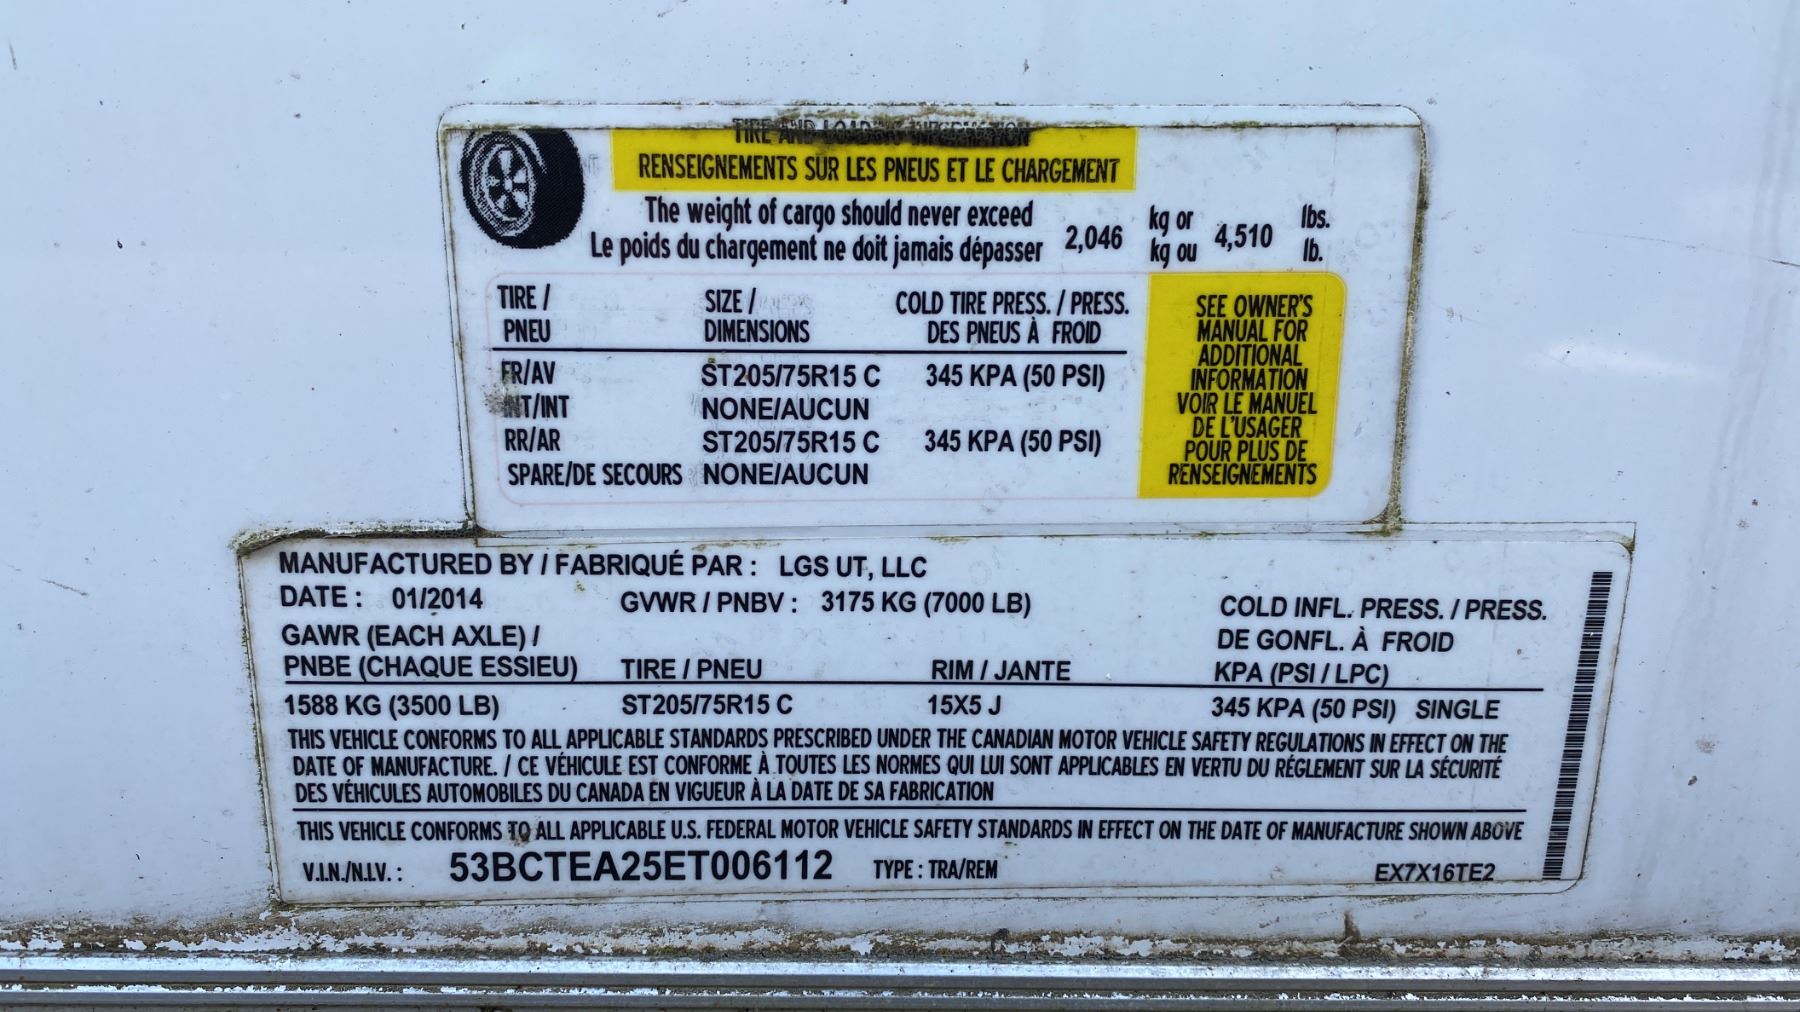 TIRE AND LOADING INFORMATION
RENSEIGNEMENTS SUR LES PNEUS ET LE CHARGEMENT
The weight of cargo should never exceed
Le poids du chargement ne doit jamais dépasser
2,046 kg or kg ou 4,510 lbs. lb.
TIRE / SIZE / COLD TIRE PRESS. / PRESS.
PNEU DIMENSIONS DES PNEUS À FROID
FR/AV ST205/75R15 C 345 KPA (50 PSI)
INT/INT NONE/AUCUN
RR/AR ST205/75R15 C 345 KPA (50 PSI)
SPARE/DE SECOURS NONE/AUCUN
SEE OWNER'S
MANUAL FOR
ADDITIONAL
INFORMATION
VOIR LE MANUEL
DE L'USAGER
POUR PLUS DE
RENSEIGNEMENTS
MANUFACTURED BY / FABRIQUÉ PAR : LGS UT, LLC
DATE : 01/2014 GVWR / PNBV : 3175 KG (7000 LB)
COLD INFL. PRESS. / PRESS.
GAWR (EACH AXLE) / DE GONFL. À FROID
PNBE (CHAQUE ESSIEU) TIRE / PNEU RIM / JANTE KPA (PSI / LPC)
1588 KG (3500 LB) ST205/75R15 C 15X5 J 345 KPA (50 PSI) SINGLE
THIS VEHICLE CONFORMS TO ALL APPLICABLE STANDARDS PRESCRIBED UNDER THE CANADIAN MOTOR VEHICLE SAFETY REGULATIONS IN EFFECT ON THE
DATE OF MANUFACTURE. / CE VÉHICULE EST CONFORME À TOUTES LES NORMES QUI LUI SONT APPLICABLES EN VERTU DU RÉGLEMENT SUR LA SÉCURITÉ
DES VÉHICULES AUTOMOBILES DU CANADA EN VIGUEUR À LA DATE DE SA FABRICATION
THIS VEHICLE CONFORMS TO ALL APPLICABLE U.S. FEDERAL MOTOR VEHICLE SAFETY STANDARDS IN EFFECT ON THE DATE OF MANUFACTURE SHOWN ABOVE
V.I.N./N.I.V. : 53BCTEA25ET006112 TYPE : TRA/REM EX7X16TE2